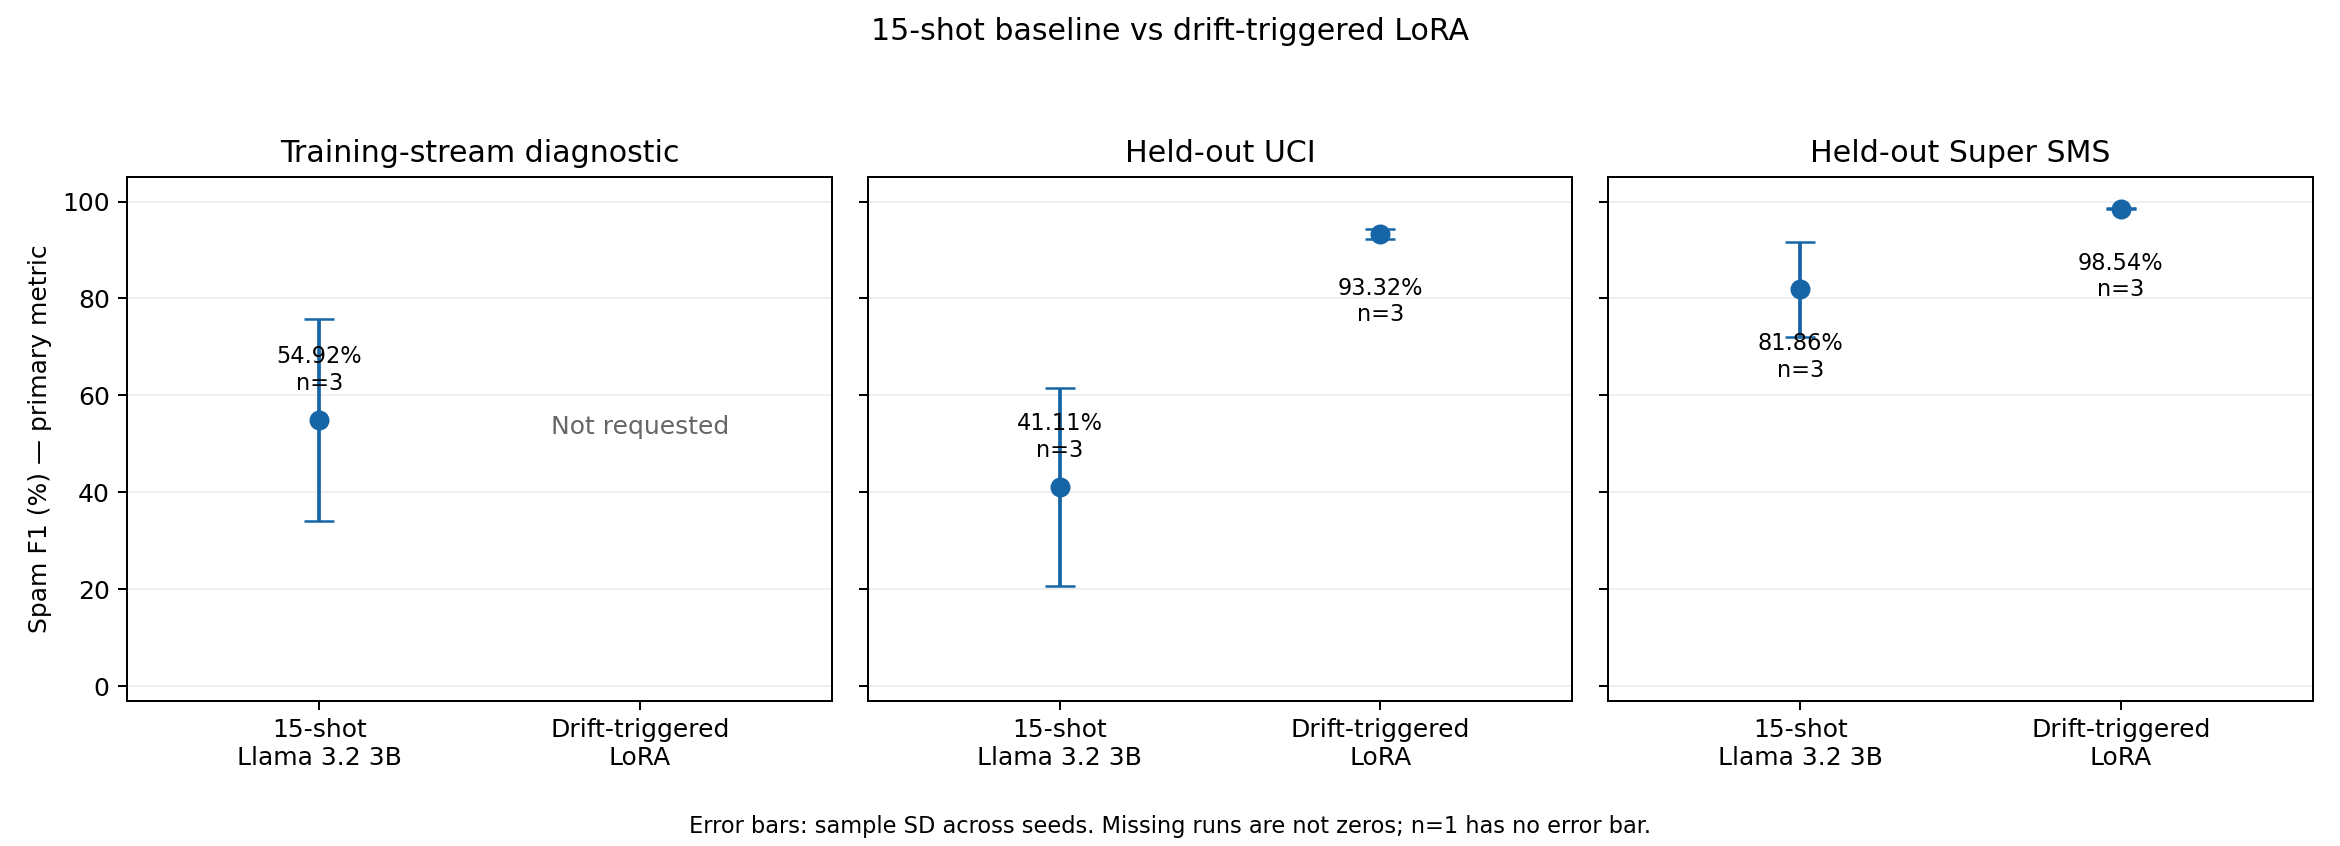 15-shot baseline vs drift-triggered LoRA
Training-stream diagnostic
Held-out UCI
Held-out Super SMS
Spam F1 (%) — primary metric
100
80
60
40
20
0
54.92%
n=3
Not requested
41.11%
n=3
93.32%
n=3
81.86%
n=3
98.54%
n=3
15-shot
Llama 3.2 3B
Drift-triggered
LoRA
15-shot
Llama 3.2 3B
Drift-triggered
LoRA
15-shot
Llama 3.2 3B
Drift-triggered
LoRA
Error bars: sample SD across seeds. Missing runs are not zeros; n=1 has no error bar.